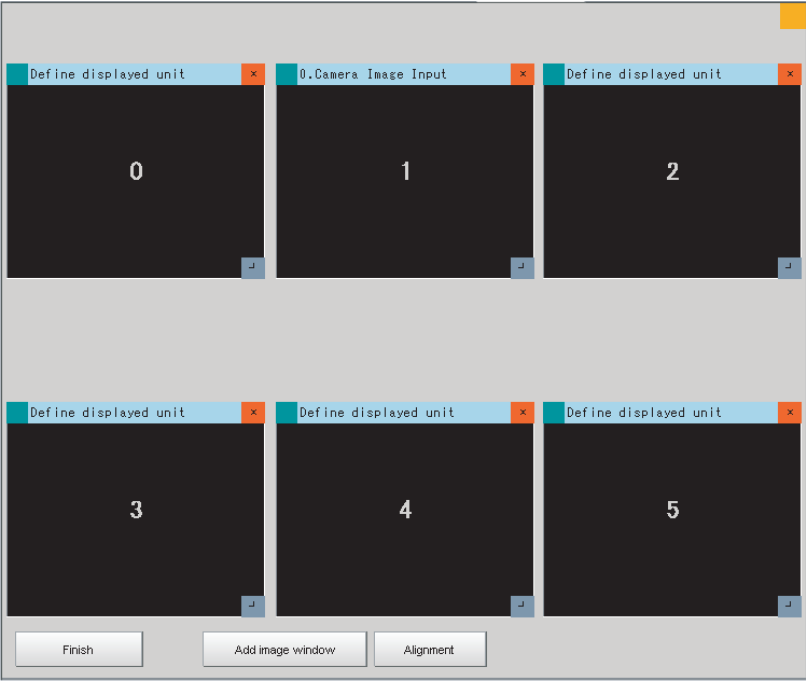 Define displayed unit ×
0.Camera Image Input ×
Define displayed unit ×
0
1
2
Define displayed unit ×
Define displayed unit ×
Define displayed unit ×
3
4
5
Finish
Add image window
Alignment